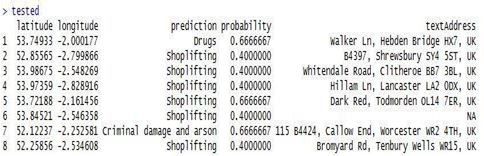 > tested
latitude longitude prediction probability textAddress
1 53.74933 -2.000177 Drugs 0.6666667 Walker Ln, Hebden Bridge HX7, UK
2 52.85565 -2.799866 Shoplifting 0.4000000 B4397, Shrewsbury SY4 5ST, UK
3 53.98675 -2.548269 Shoplifting 0.4000000 Whitendale Road, Clitheroe BB7 3BL, UK
4 53.97359 -2.828916 Shoplifting 0.4000000 Hillam Ln, Lancaster LA2 0DX, UK
5 53.72188 -2.161456 Shoplifting 0.6666667 Dark Red, Todmorden OL14 7ER, UK
6 53.84521 -2.546358 Shoplifting 0.4000000 NA
7 52.12237 -2.252581 Criminal damage and arson 0.6666667 115 B4424, Callow End, Worcester WR2 4TH, UK
8 52.25856 -2.534608 Shoplifting 0.4000000 Bromyard Rd, Tenbury Wells WR15, UK